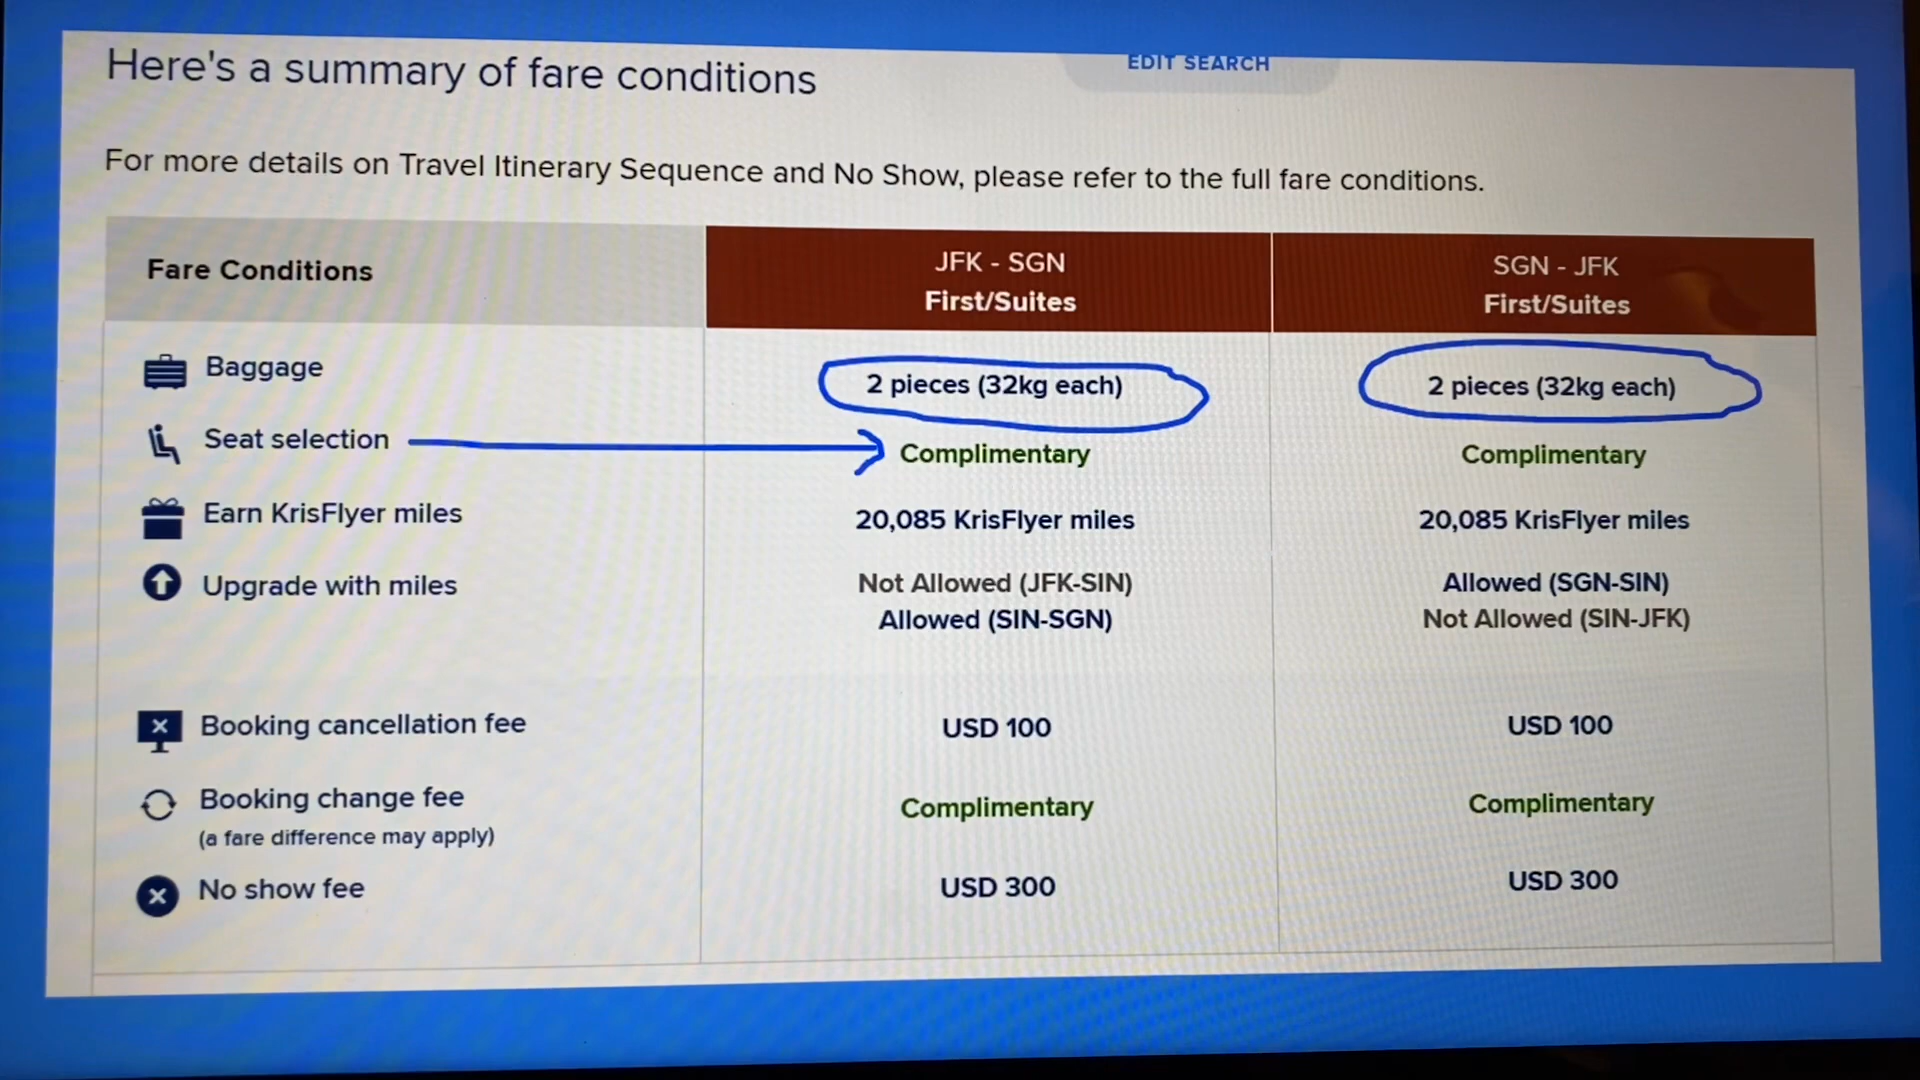 EDIT SEARCH
Here's a summary of fare conditions
For more details on Travel Itinerary Sequence and No Show, please refer to the full fare conditions.
Fare Conditions
JFK - SGN
First/Suites
SGN - JFK
First/Suites
Baggage
2 pieces (32kg each)
2 pieces (32kg each)
Seat selection
Complimentary
Complimentary
Earn KrisFlyer miles
20,085 KrisFlyer miles
20,085 KrisFlyer miles
Upgrade with miles
Not Allowed (JFK-SIN)
Allowed (SIN-SGN)
Allowed (SGN-SIN)
Not Allowed (SIN-JFK)
Booking cancellation fee
USD 100
USD 100
Booking change fee
(a fare difference may apply)
Complimentary
Complimentary
No show fee
USD 300
USD 300